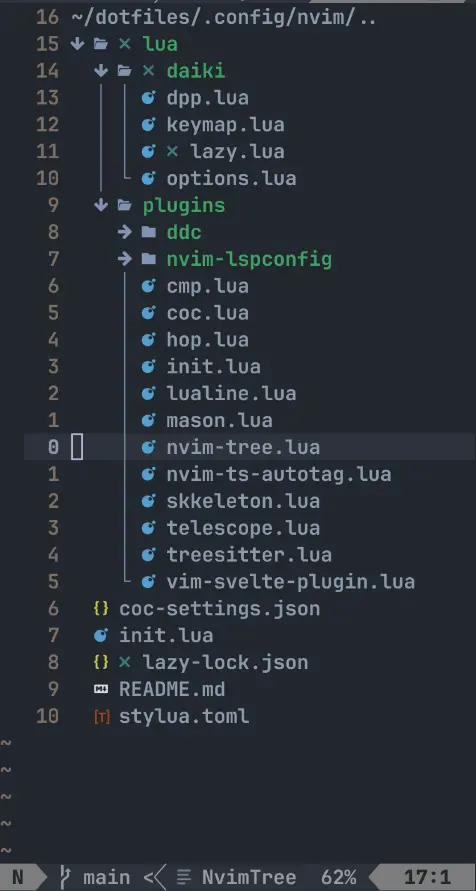 16 ~/dotfiles/.config/nvim/..
15 lua
14 daiki
13 dpp.lua
12 keymap.lua
11 lazy.lua
10 options.lua
9 plugins
8 ddc
7 nvim-lspconfig
6 cmp.lua
5 coc.lua
4 hop.lua
3 init.lua
2 lualine.lua
1 mason.lua
0 nvim-tree.lua
1 nvim-ts-autotag.lua
2 skkeleton.lua
3 telescope.lua
4 treesitter.lua
5 vim-svelte-plugin.lua
6 {} coc-settings.json
7 init.lua
8 {} lazy-lock.json
9 README.md
10 [T] stylua.toml
~
~
~
~
~
N main < NvimTree 62% 17:1